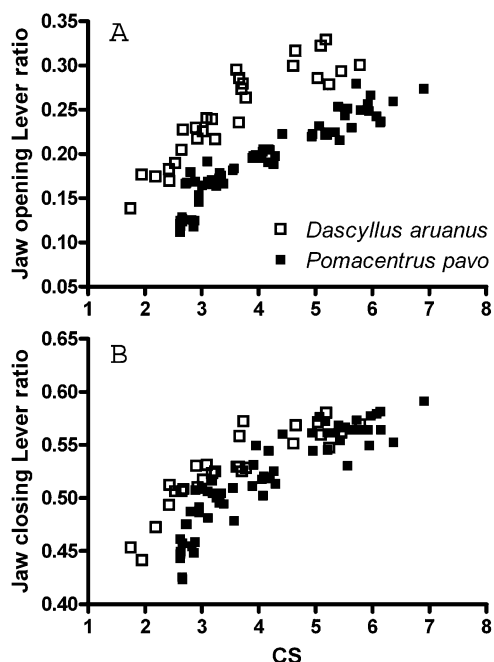 A
Jaw opening Lever ratio
0.35
0.30
0.25
0.20
0.15
0.10
0.05
Dascyllus aruanus
Pomacentrus pavo
1 2 3 4 5 6 7 8
B
Jaw closing Lever ratio
0.65
0.60
0.55
0.50
0.45
0.40
1 2 3 4 5 6 7 8
CS